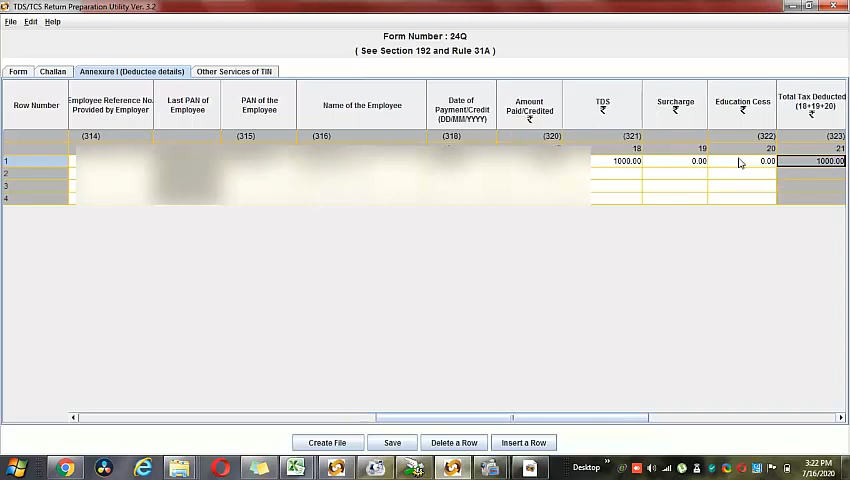 TDS/TCS Return Preparation Utility Ver. 3.2
File Edit Help
Form Number : 24Q
( See Section 192 and Rule 31A )
Form Challan Annexure I (Deductee details) Other Services of TIN
Row Number
Employee Reference No. Provided by Employer
Last PAN of Employee
PAN of the Employee
Name of the Employee
Date of Payment/Credit (DD/MM/YYYY)
Amount Paid/Credited ₹
TDS ₹
Surcharge ₹
Education Cess ₹
Total Tax Deducted (18+19+20) ₹
(314) (315) (316) (318) (320) (321) (322) (323)
18 19 20 21
1 1000.00 0.00 0.00 1000.00
2
3
4
Create File Save Delete a Row Insert a Row
Desktop »
3:22 PM
7/16/2020